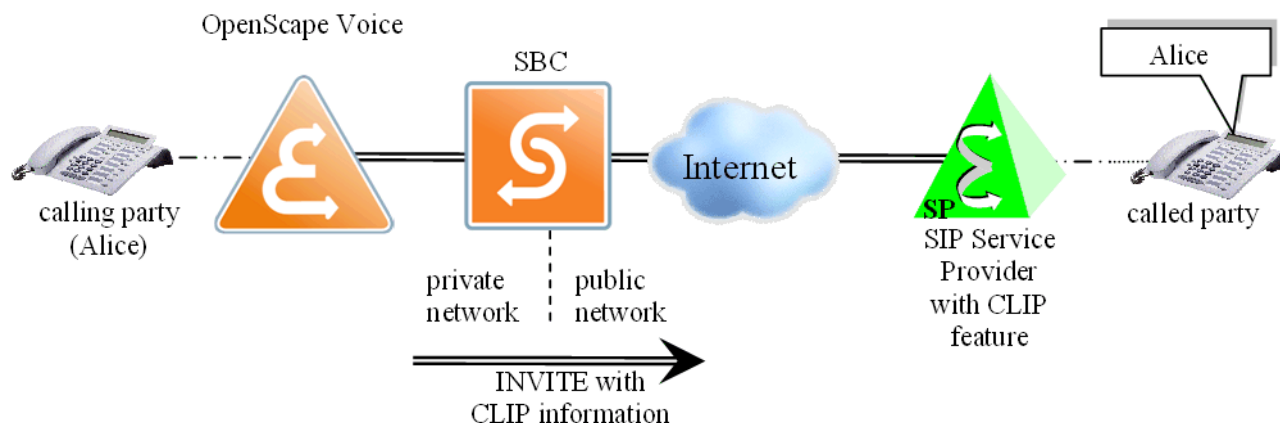 OpenScape Voice
SBC
Alice
Internet
SP
calling party
(Alice)
called party
SIP Service
Provider
with CLIP
feature
private
network
public
network
INVITE with
CLIP information